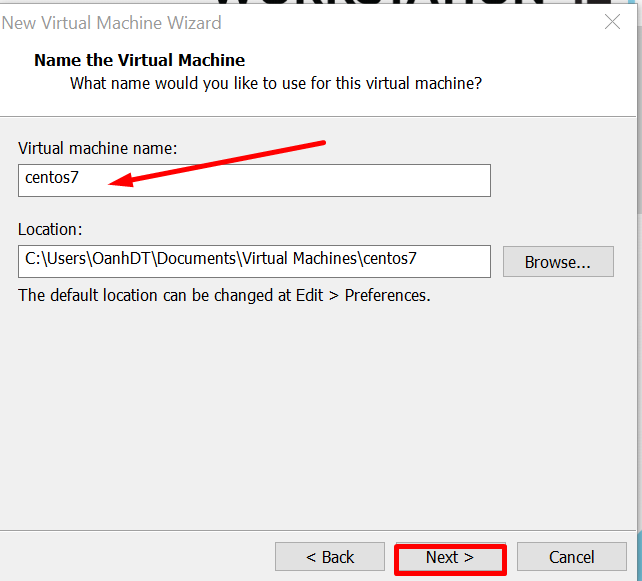 WORKSTATION 12
New Virtual Machine Wizard
Name the Virtual Machine
What name would you like to use for this virtual machine?
Virtual machine name:
centos7
Location:
C:\Users\OanhDT\Documents\Virtual Machines\centos7
Browse...
The default location can be changed at Edit > Preferences.
< Back
Next >
Cancel